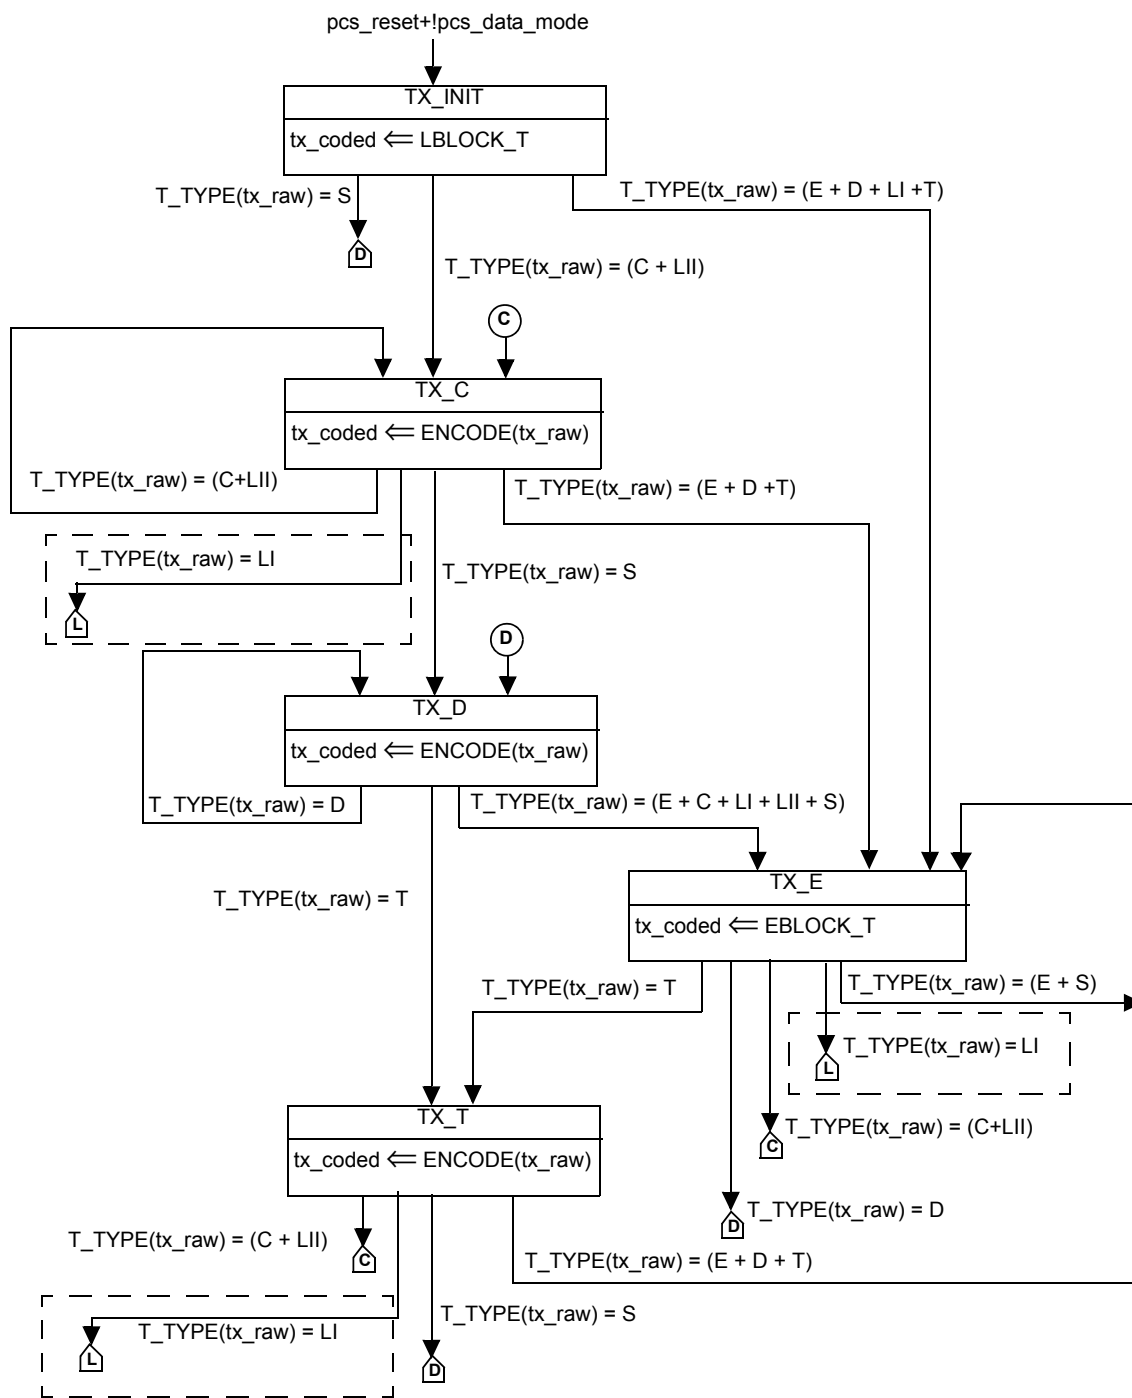 pcs_reset+!pcs_data_mode
TX_INIT
tx_coded ⇐ LBLOCK_T
T_TYPE(tx_raw) = S
T_TYPE(tx_raw) = (E + D + LI +T)
D
T_TYPE(tx_raw) = (C + LII)
C
TX_C
tx_coded ⇐ ENCODE(tx_raw)
T_TYPE(tx_raw) = (C+LII)
T_TYPE(tx_raw) = (E + D +T)
T_TYPE(tx_raw) = LI
T_TYPE(tx_raw) = S
L
D
TX_D
tx_coded ⇐ ENCODE(tx_raw)
T_TYPE(tx_raw) = D
T_TYPE(tx_raw) = (E + C + LI + LII + S)
TX_E
T_TYPE(tx_raw) = T
tx_coded ⇐ EBLOCK_T
T_TYPE(tx_raw) = T
T_TYPE(tx_raw) = (E + S)
T_TYPE(tx_raw) = LI
L
TX_T
T_TYPE(tx_raw) = (C+LII)
C
tx_coded ⇐ ENCODE(tx_raw)
T_TYPE(tx_raw) = D
D
T_TYPE(tx_raw) = (C + LII)
C
T_TYPE(tx_raw) = (E + D + T)
T_TYPE(tx_raw) = S
T_TYPE(tx_raw) = LI
L
D